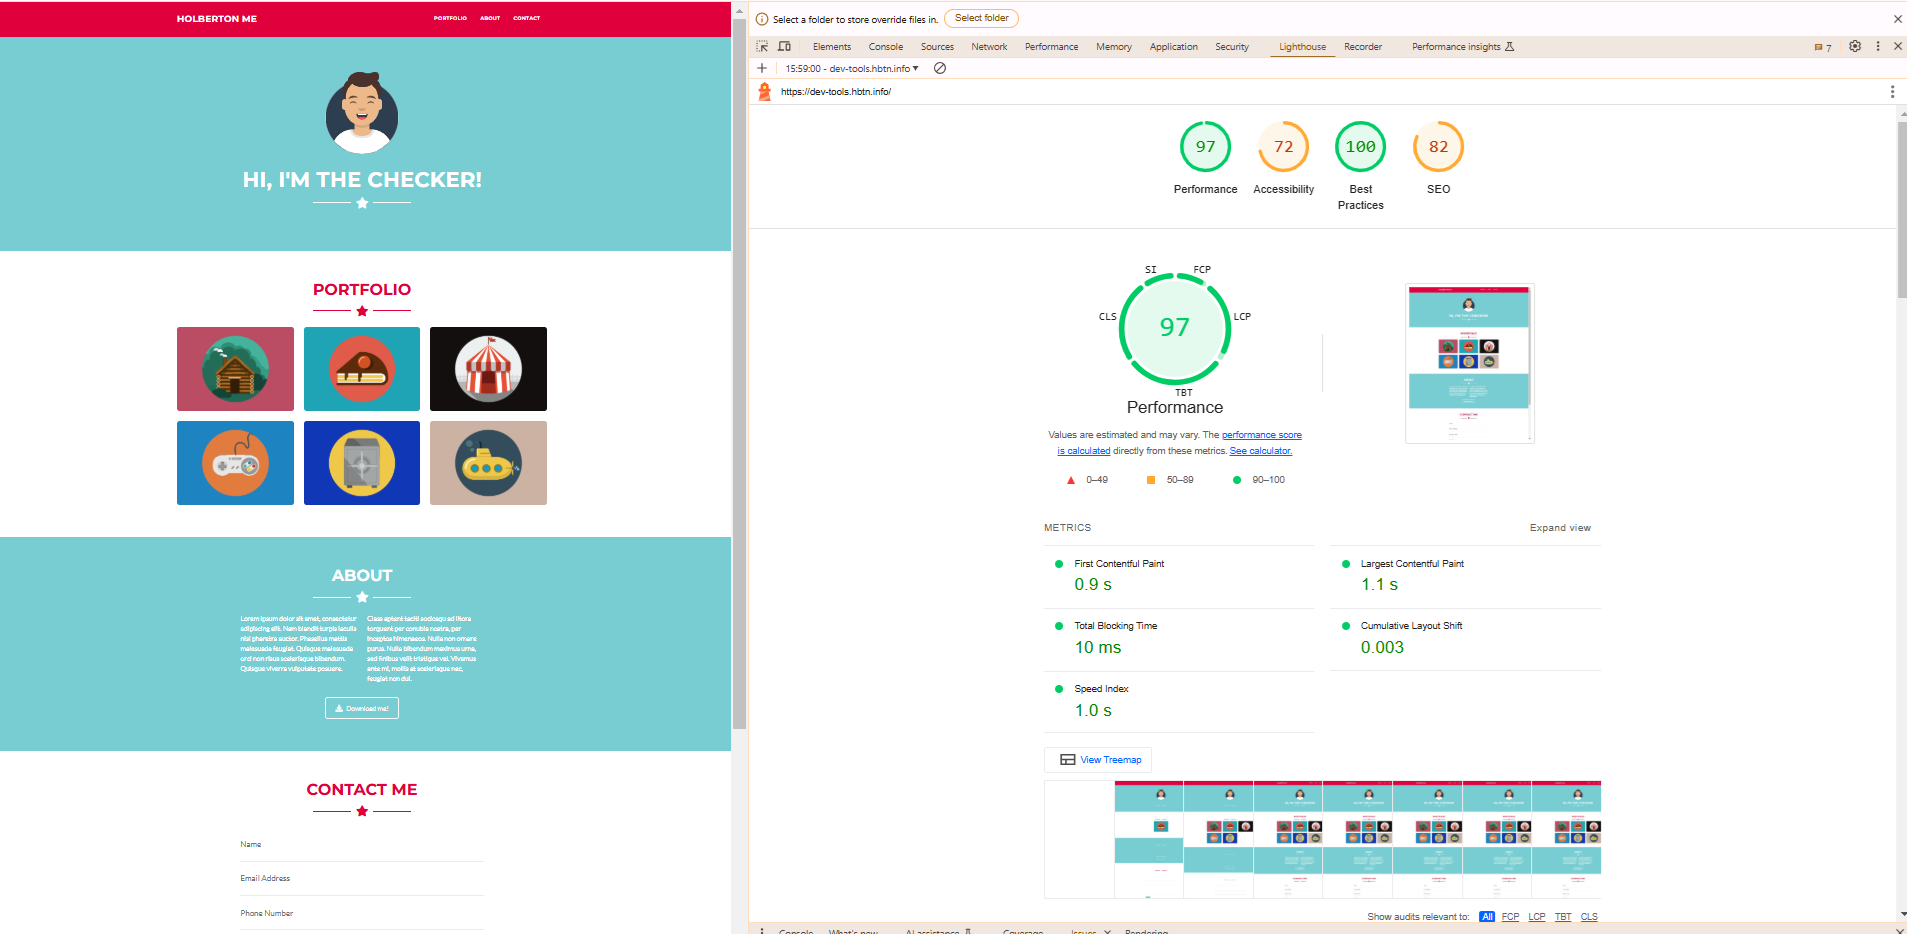 HOLBERTON ME
PORTFOLIO ABOUT CONTACT
HI, I'M THE CHECKER!
PORTFOLIO
ABOUT
Lorem ipsum dolor sit amet, consectetur
adipiscing elit. Nam blandit turpis iaculis
nisl pharetra auctor. Phasellus mattis
malesuada feugiat. Quisque malesuada
orci non risus scelerisque bibendum.
Quisque viverra vulputate posuere.
Class aptent taciti sociosqu ad litora
torquent per conubia nostra, per
inceptos himenaeos. Nulla non ornare
purus. Nulla bibendum maximus urna,
sed finibus velit tristique vel. Vivamus
ante mi, mollis at scelerisque nec,
feugiat non dui.
Download me!
CONTACT ME
Name
Email Address
Phone Number
Select a folder to store override files in. Select folder
Elements Console Sources Network Performance Memory Application Security Lighthouse Recorder Performance insights 7
15:59:00 - dev-tools.hbtn.info
https://dev-tools.hbtn.info/
97 72 100 82
Performance Accessibility Best Practices SEO
SI FCP
CLS LCP
97
TBT
Performance
Values are estimated and may vary. The performance score
is calculated directly from these metrics. See calculator.
0–49 50–89 90–100
METRICS Expand view
First Contentful Paint
0.9 s
Largest Contentful Paint
1.1 s
Total Blocking Time
10 ms
Cumulative Layout Shift
0.003
Speed Index
1.0 s
View Treemap
Show audits relevant to: All FCP LCP TBT CLS
Console What's new AI assistance Coverage Issues Rendering